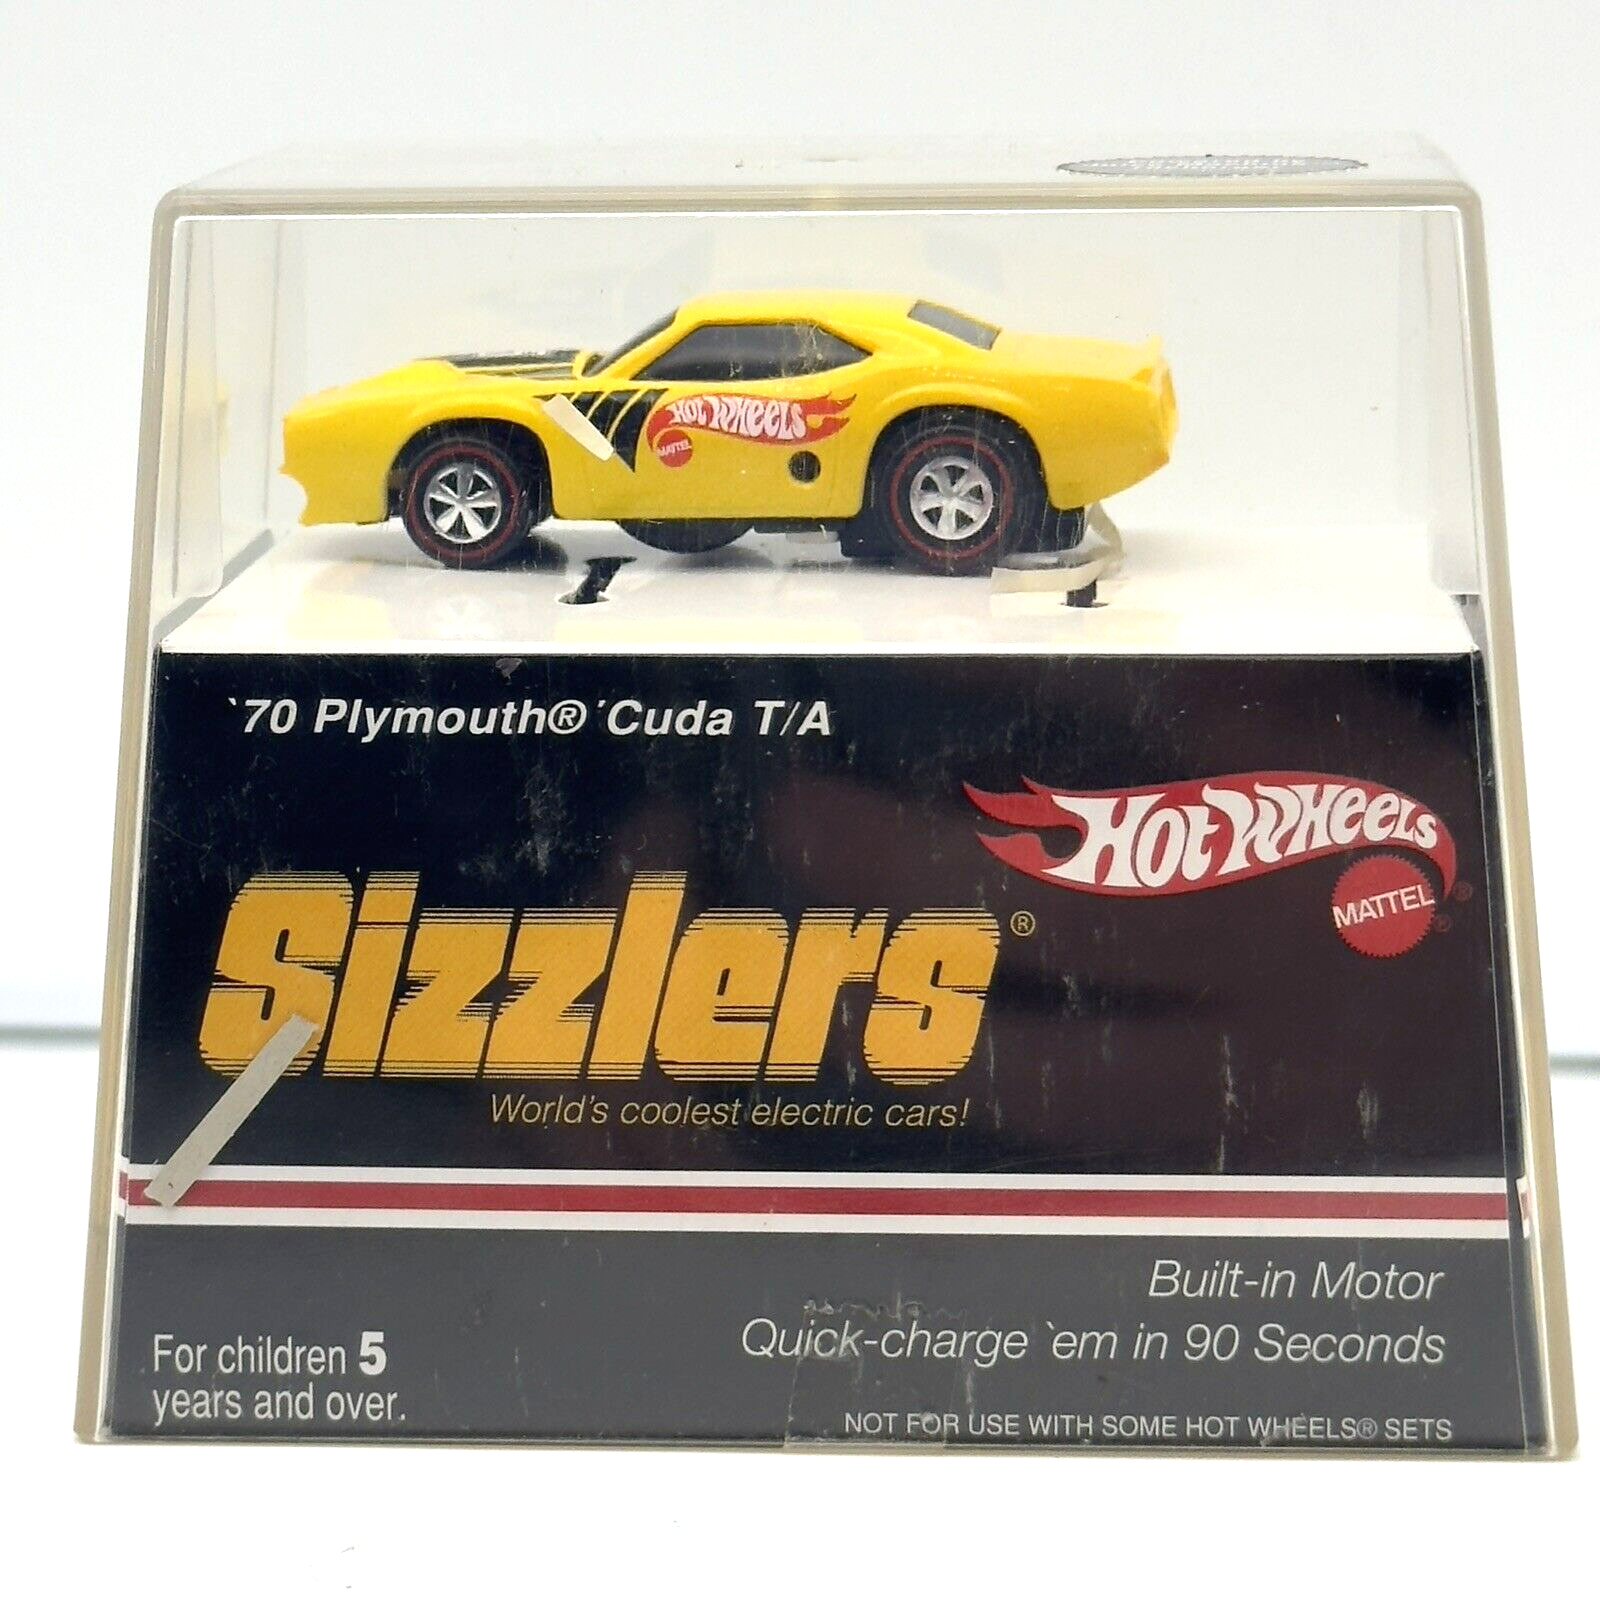 HOT WHEELS
MATTEL
`70 Plymouth® 'Cuda T/A
HOT WHEELS
MATTEL ® ®
Sizzlers ®
World's coolest electric cars!
Built-in Motor
Quick-charge `em in 90 Seconds
For children 5
years and over.
NOT FOR USE WITH SOME HOT WHEELS® SETS